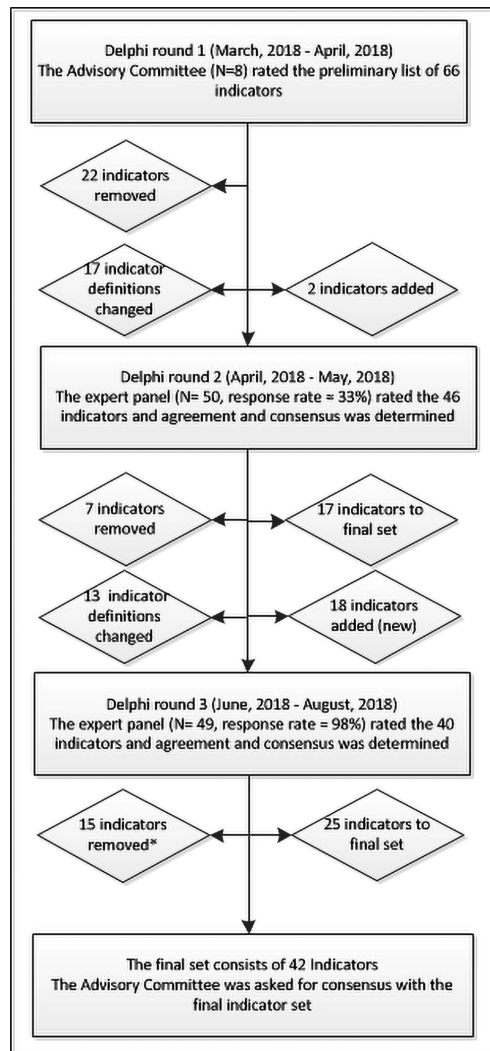 Delphi round 1 (March, 2018 - April, 2018)
The Advisory Committee (N=8) rated the preliminary list of 66
indicators
22 indicators
removed
17 indicator
definitions
changed
2 indicators added
Delphi round 2 (April, 2018 - May, 2018)
The expert panel (N= 50, response rate = 33%) rated the 46
indicators and agreement and consensus was determined
7 indicators
removed
17 indicators to
final set
13 indicator
definitions
changed
18 indicators
added (new)
Delphi round 3 (June, 2018 - August, 2018)
The expert panel (N= 49, response rate = 98%) rated the 40
indicators and agreement and consensus was determined
15 indicators
removed*
25 indicators to
final set
The final set consists of 42 Indicators
The Advisory Committee was asked for consensus with the
final indicator set